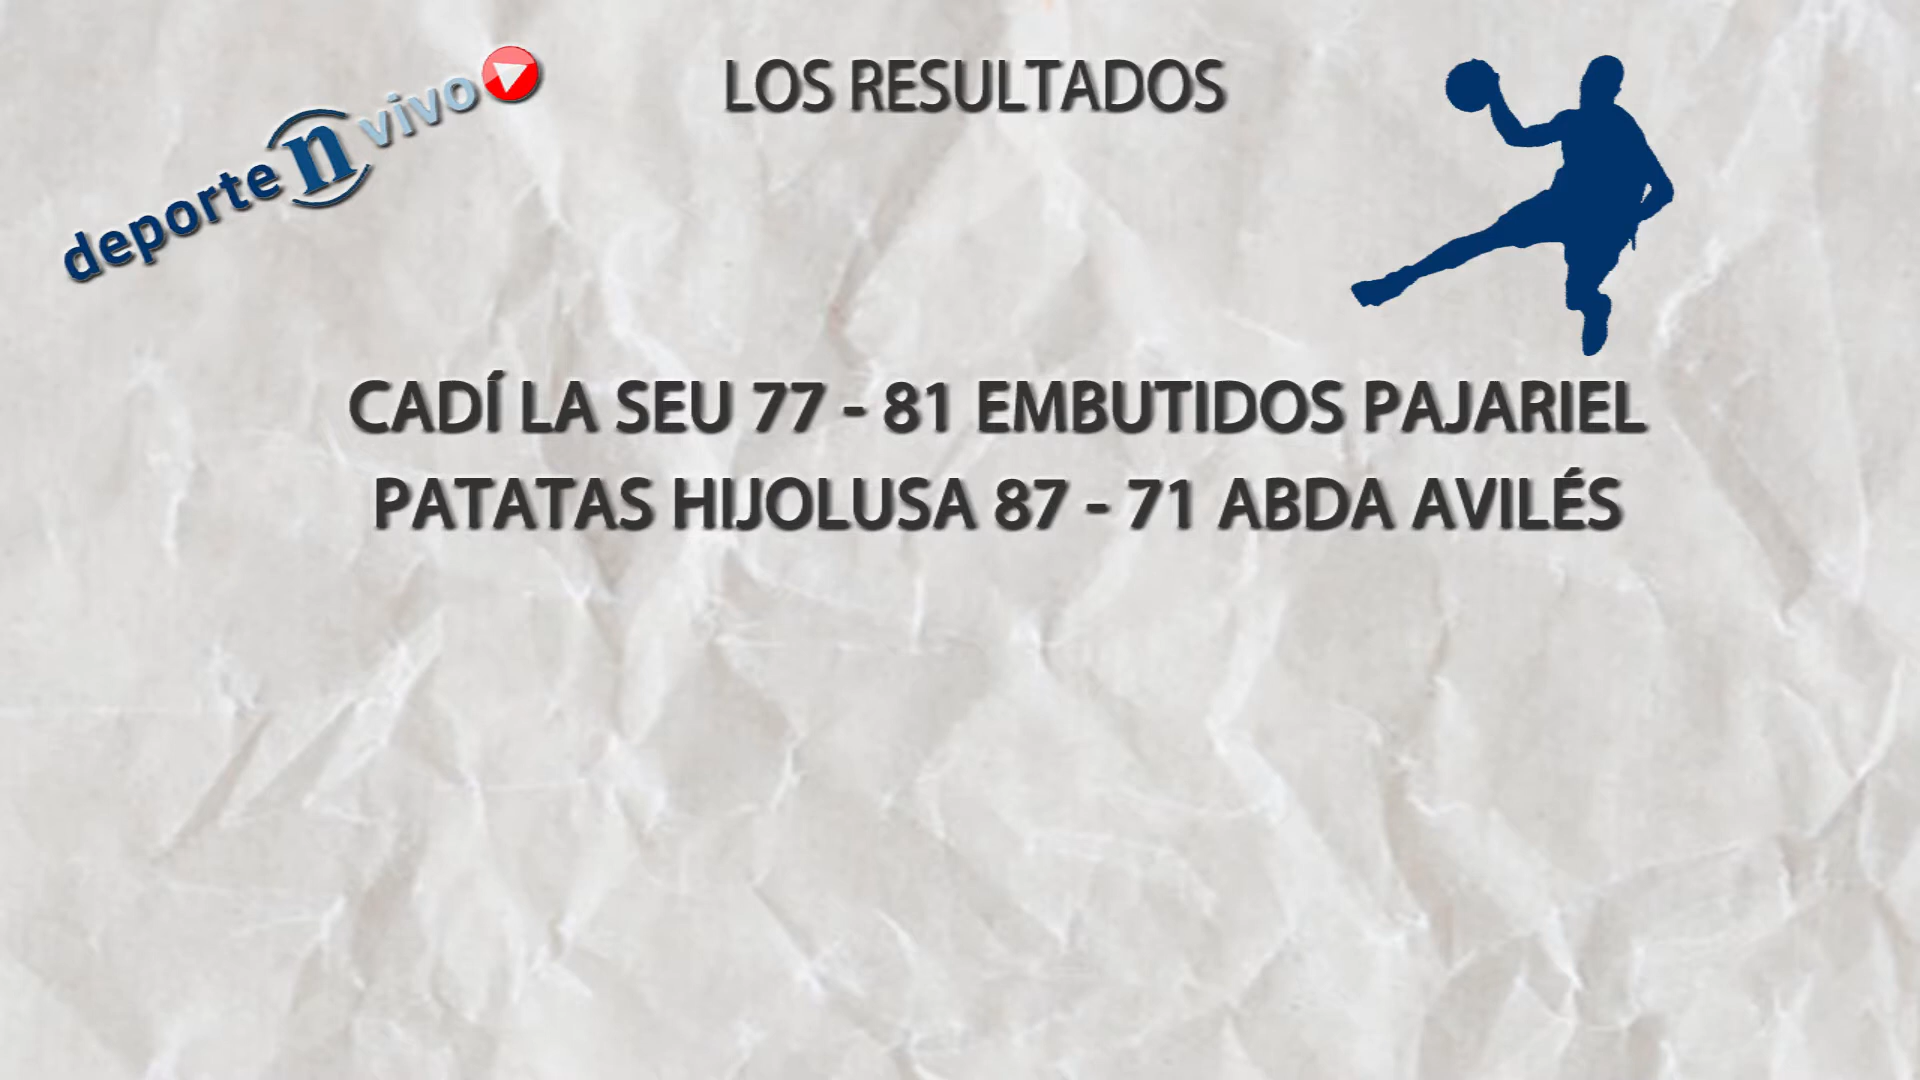 deporte n vivo
LOS RESULTADOS
CADÍ LA SEU 77 - 81 EMBUTIDOS PAJARIEL
PATATAS HIJOLUSA 87 - 71 ABDA AVILÉS